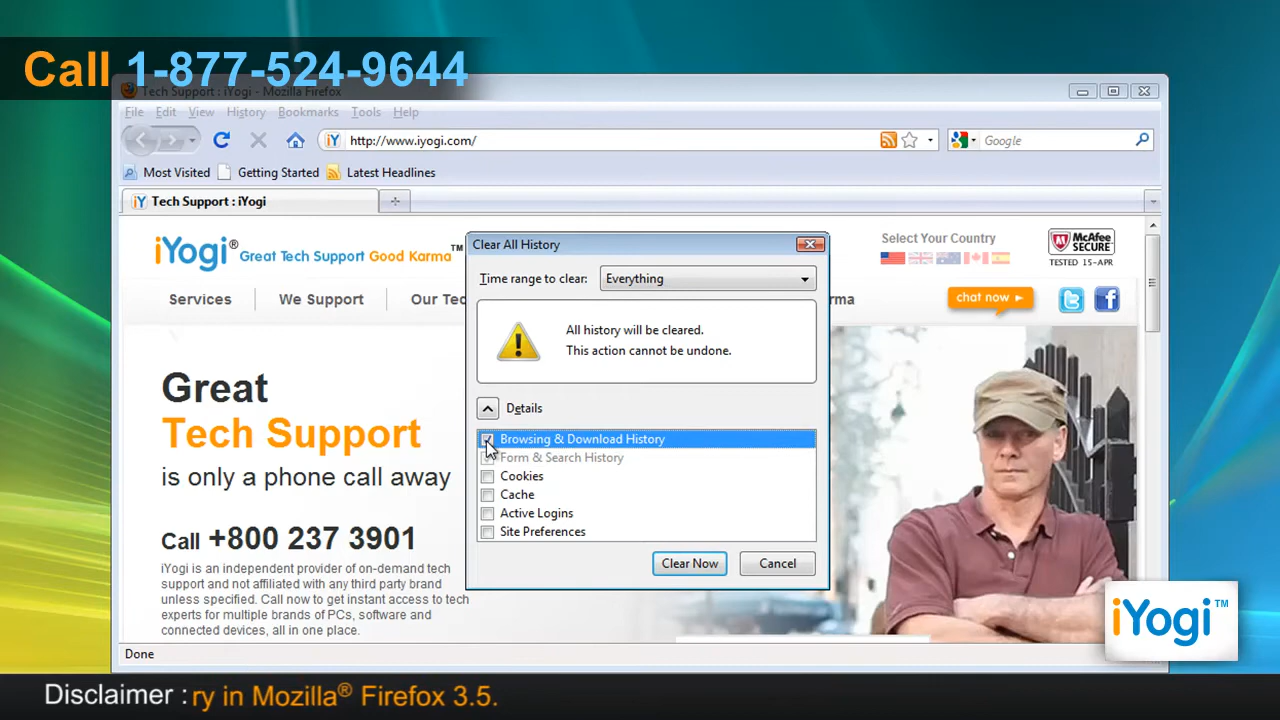 Call 1-877-524-9644
Tech Support : iYogi - Mozilla Firefox
File Edit View History Bookmarks Tools Help
iY http://www.iyogi.com/ Google
Most Visited Getting Started Latest Headlines
iY Tech Support : iYogi
iYogi® Great Tech Support Good Karma™
Select Your Country
McAfee SECURE
TESTED 15-APR
Services We Support Our Tec
rma
chat now
Great
Tech Support
is only a phone call away
Call +800 237 3901
iYogi is an independent provider of on-demand tech
support and not affiliated with any third party brand
unless specified. Call now to get instant access to tech
experts for multiple brands of PCs, software and
connected devices, all in one place.
Clear All History
Time range to clear: Everything
All history will be cleared.
This action cannot be undone.
Details
Browsing & Download History
Form & Search History
Cookies
Cache
Active Logins
Site Preferences
Clear Now Cancel
iYogi™
Done
Disclaimer : ry in Mozilla® Firefox 3.5.